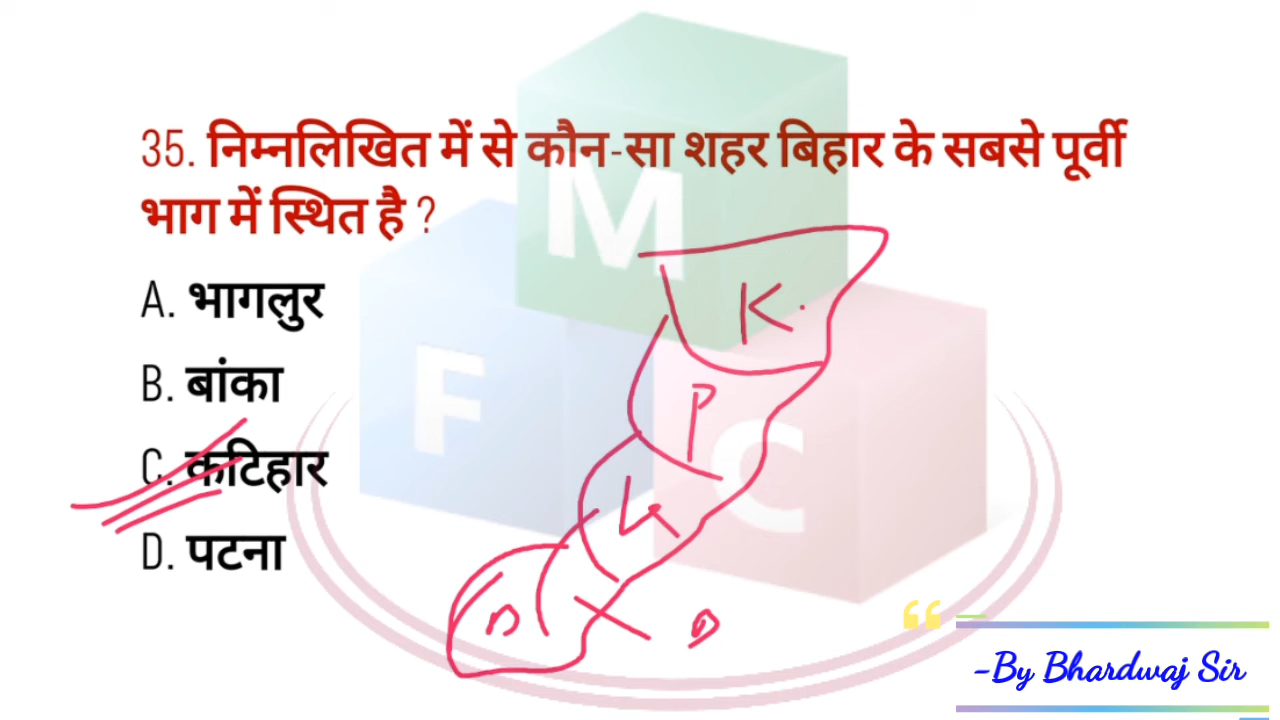 35. निम्नलिखित में से कौन-सा शहर बिहार के सबसे पूर्वी
भाग में स्थित है ?
A. भागलुर
B. बांका
C. कटिहार
D. पटना
M
F
C
K.
P
“
-By Bhardwaj Sir